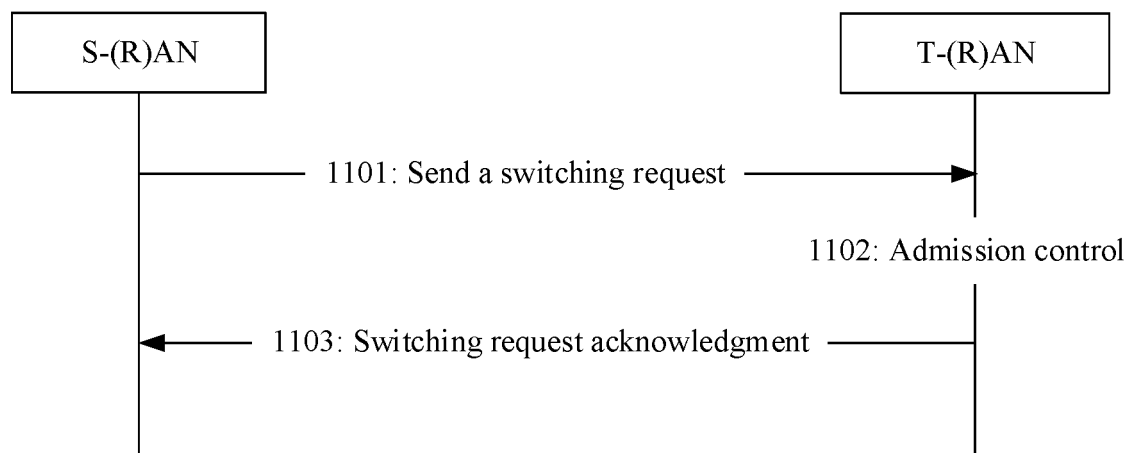 S-(R)AN
T-(R)AN
1101: Send a switching request
1102: Admission control
1103: Switching request acknowledgment